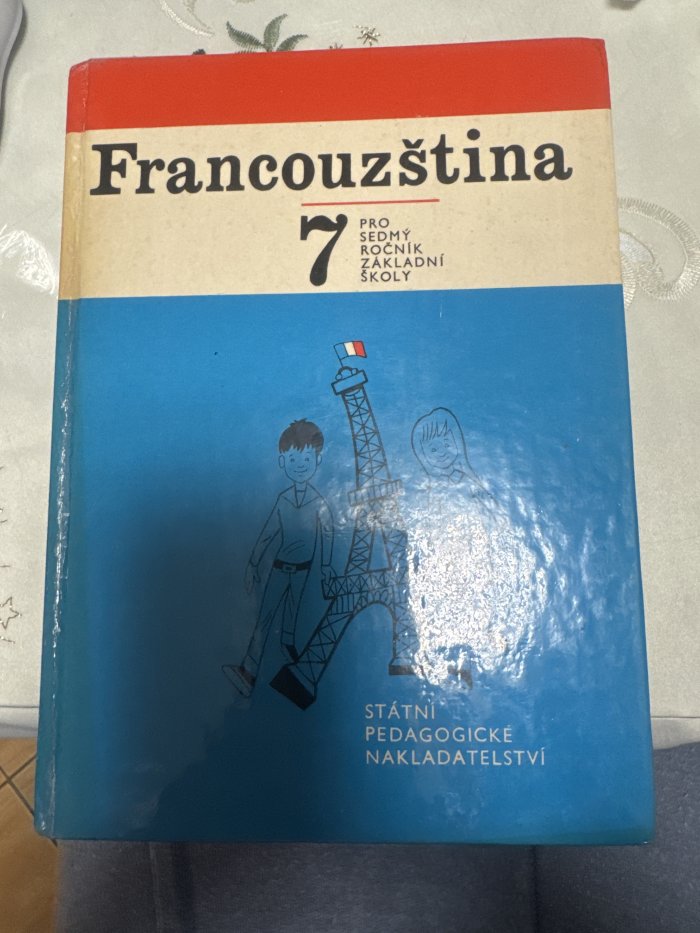 Francouzština
7
PRO
SEDMÝ
ROČNÍK
ZÁKLADNÍ
ŠKOLY
STÁTNÍ
PEDAGOGICKÉ
NAKLADATELSTVÍ